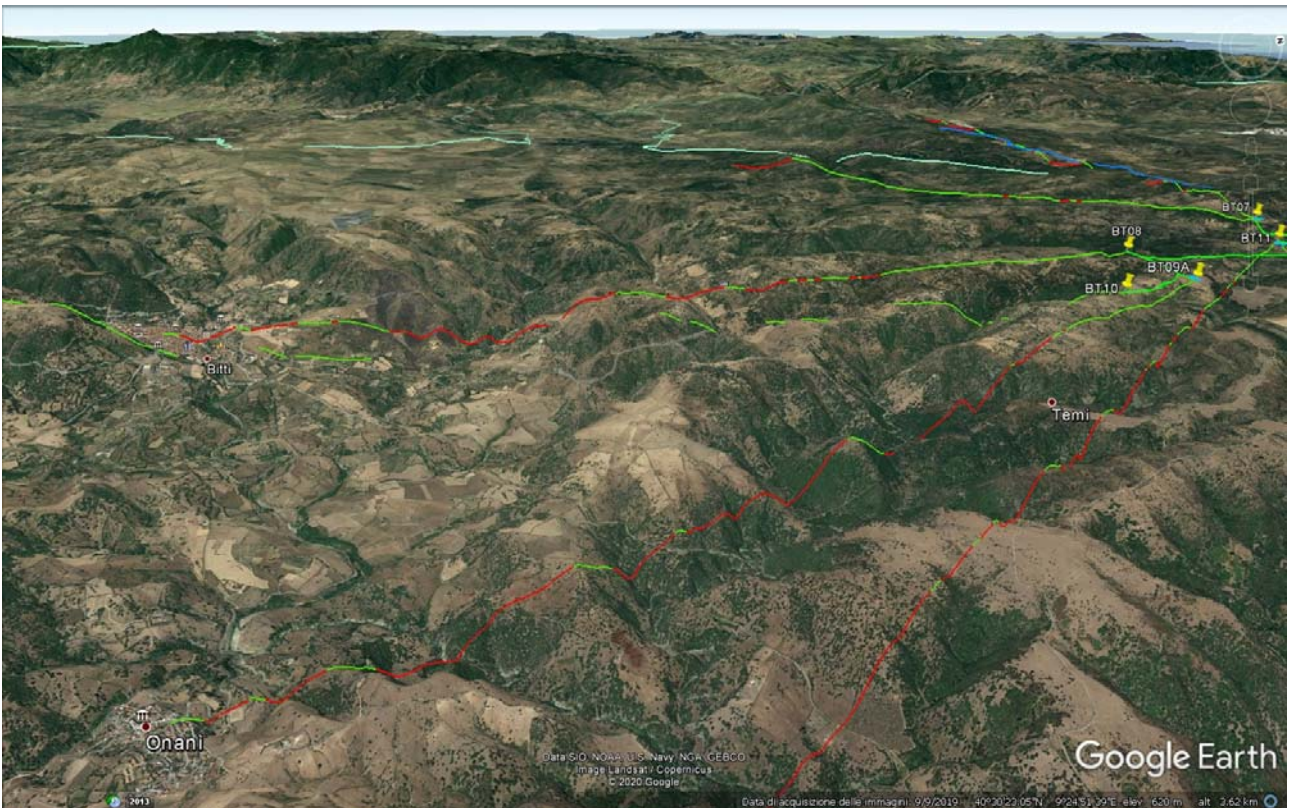 N
BT07
BT08
BT11
BT09A
BT10
Bitti
Temi
Onani
Data SIO, NOAA, U.S. Navy, NGA, GEBCO
Image Landsat / Copernicus
© 2020 Google
Google Earth
2013
Data di acquisizione delle immagini: 9/9/2019 40°30'23.05"N 9°24'51.39"E elev 620 m alt 3.62 km